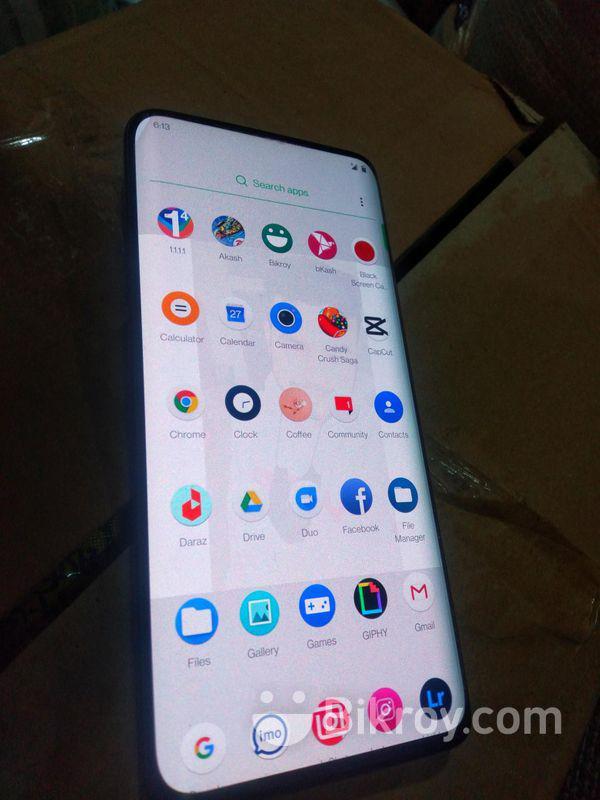 6:13
Search apps
1.1.1.1
Akash
Bikroy
bKash
Black
Screen Ca...
Calculator
27
Calendar
Camera
Candy
Crush Saga
CapCut
Chrome
Clock
Coffee
Community
Contacts
Daraz
Drive
Duo
Facebook
File
Manager
Files
Gallery
Games
GIPHY
Gmail
imo
Lr
Bikroy.com